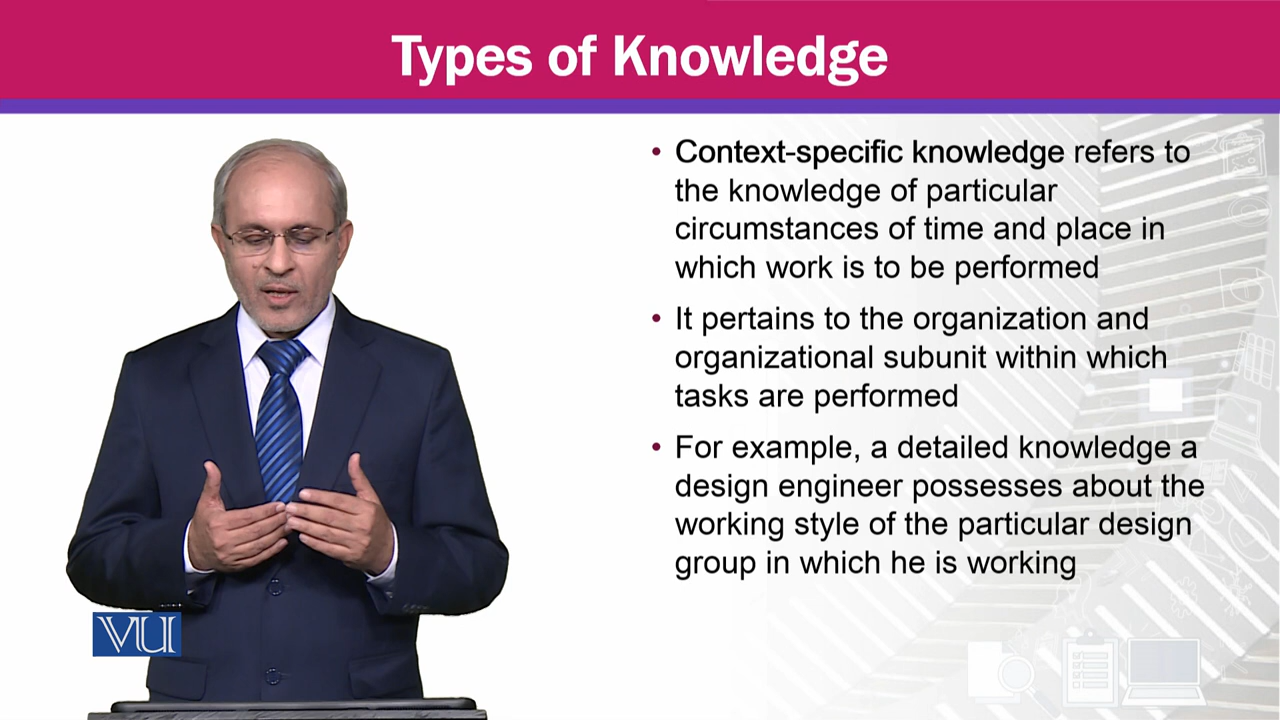 Types of Knowledge
• Context-specific knowledge refers to
the knowledge of particular
circumstances of time and place in
which work is to be performed
• It pertains to the organization and
organizational subunit within which
tasks are performed
• For example, a detailed knowledge a
design engineer possesses about the
working style of the particular design
group in which he is working
VU